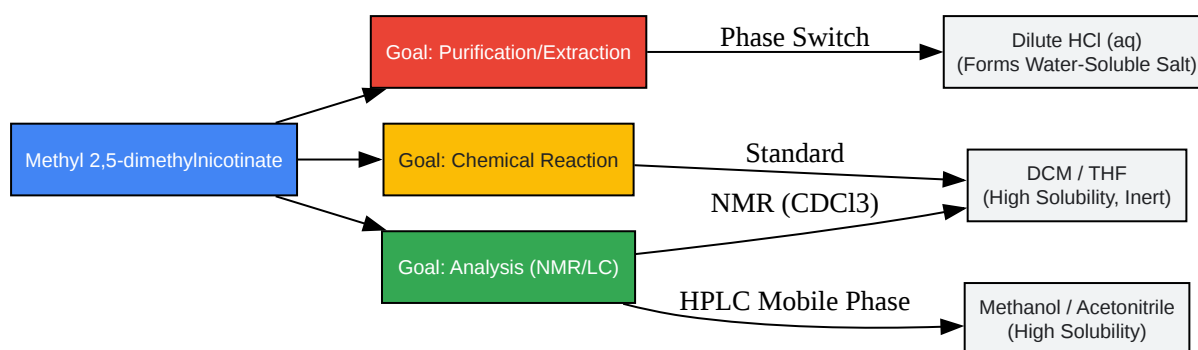 Goal: Purification/Extraction
Phase Switch
Dilute HCl (aq)
(Forms Water-Soluble Salt)
Methyl 2,5-dimethylnicotinate
Goal: Chemical Reaction
Standard
DCM / THF
(High Solubility, Inert)
NMR (CDCl3)
Goal: Analysis (NMR/LC)
HPLC Mobile Phase
Methanol / Acetonitrile
(High Solubility)